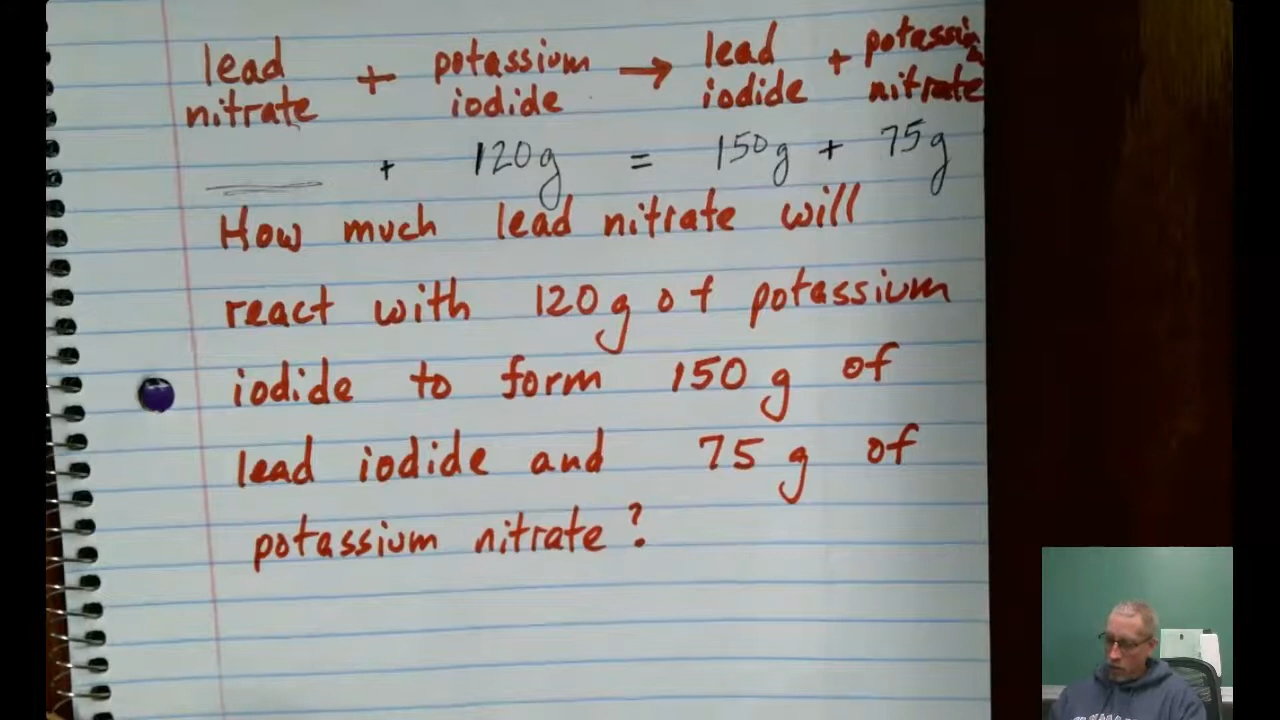 lead nitrate + potassium iodide → lead iodide + potassium nitrate
___ + 120g = 150g + 75g
How much lead nitrate will
react with 120g of potassium
iodide to form 150 g of
lead iodide and 75 g of
potassium nitrate?